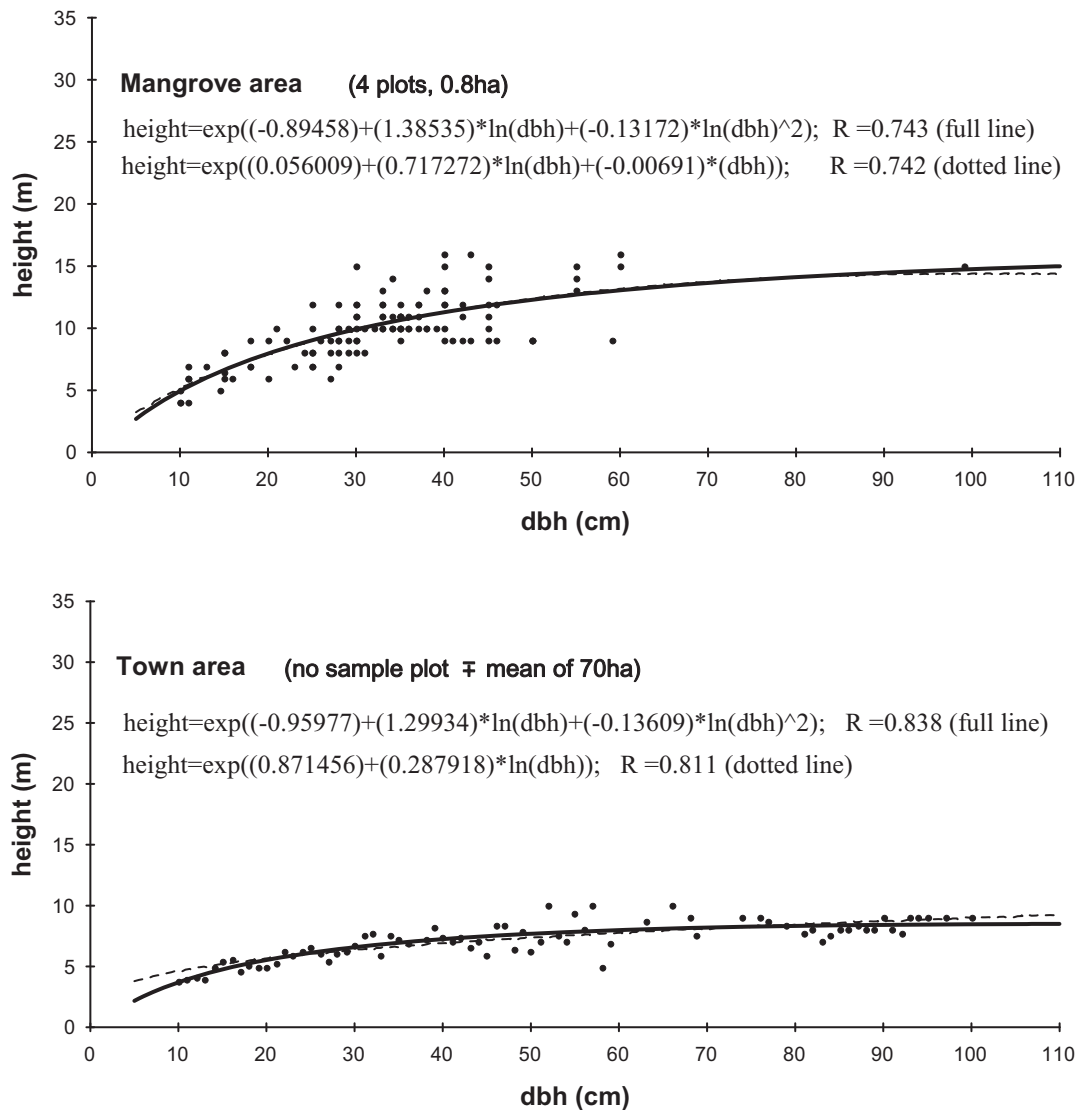 35
30
Mangrove area (4 plots, 0.8ha)
25
height=exp((-0.89458)+(1.38535)*ln(dbh)+(-0.13172)*ln(dbh)^2); R =0.743 (full line)
height=exp((0.056009)+(0.717272)*ln(dbh)+(-0.00691)*(dbh)); R =0.742 (dotted line)
20
height (m)
15
10
5
0
0 10 20 30 40 50 60 70 80 90 100 110
dbh (cm)
35
30
Town area (no sample plot ∓ mean of 70ha)
25
height=exp((-0.95977)+(1.29934)*ln(dbh)+(-0.13609)*ln(dbh)^2); R =0.838 (full line)
height=exp((0.871456)+(0.287918)*ln(dbh)); R =0.811 (dotted line)
20
height (m)
15
10
5
0
0 10 20 30 40 50 60 70 80 90 100 110
dbh (cm)